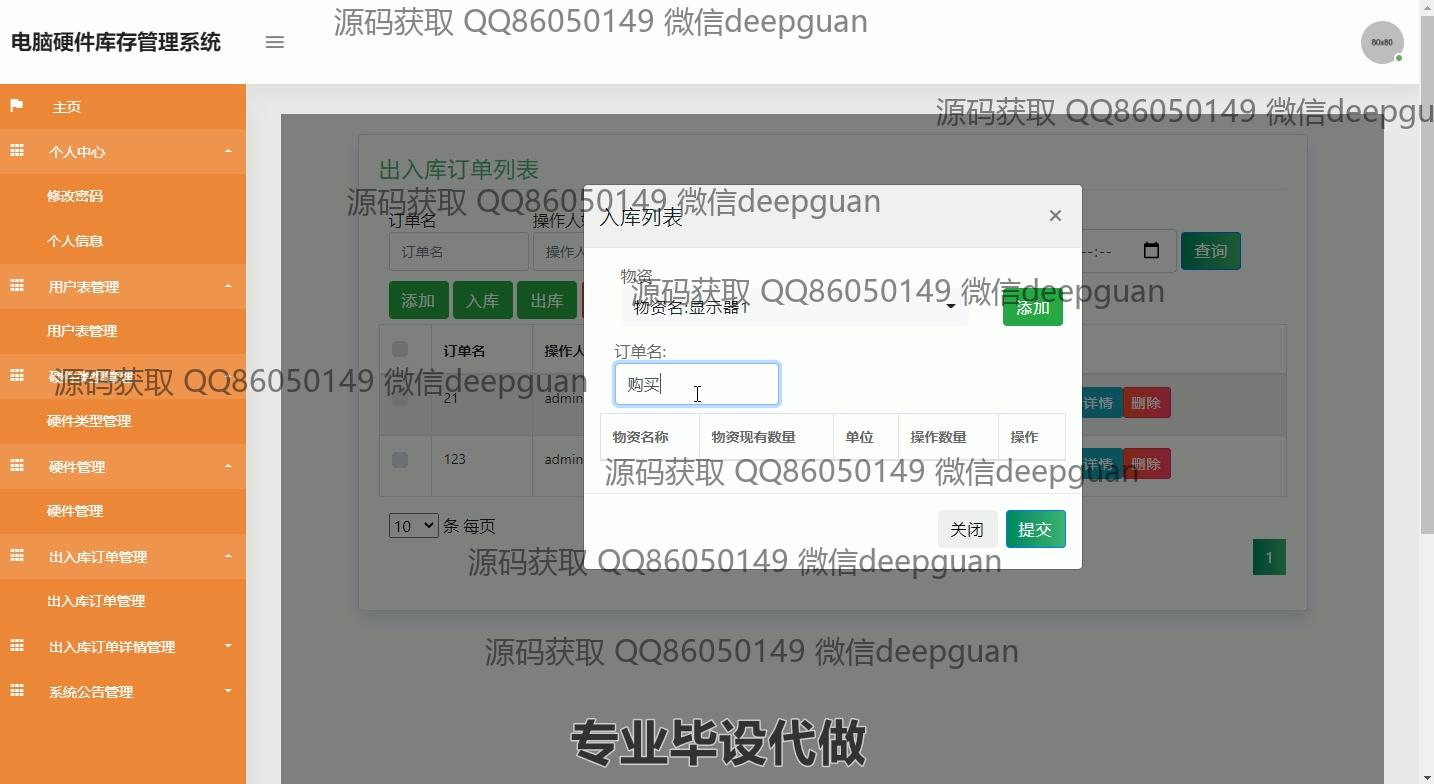 源码获取 QQ86050149 微信deepguan
电脑硬件库存管理系统
80x80
源码获取 QQ86050149 微信deepgu
主页
个人中心
修改密码
个人信息
用户表管理
用户表管理
硬件类型管理
硬件类型管理
硬件管理
硬件管理
出入库订单管理
出入库订单管理
出入库订单详情管理
系统公告管理
出入库订单列表
源码获取 QQ86050149 微信deepguan
订单名
订单名
操作人
--:--
查询
添加 入库 出库
订单名 操作人
21 admin 详情 删除
123 admin 详情 删除
10 条 每页
1
入库列表 ×
物资
源码获取 QQ86050149 微信deepguan
物资名:显示器1
添加
订单名:
购买
源码获取 QQ86050149 微信deepguan
物资名称 物资现有数量 单位 操作数量 操作
源码获取 QQ86050149 微信deepguan
关闭 提交
源码获取 QQ86050149 微信deepguan
源码获取 QQ86050149 微信deepguan
专业毕设代做